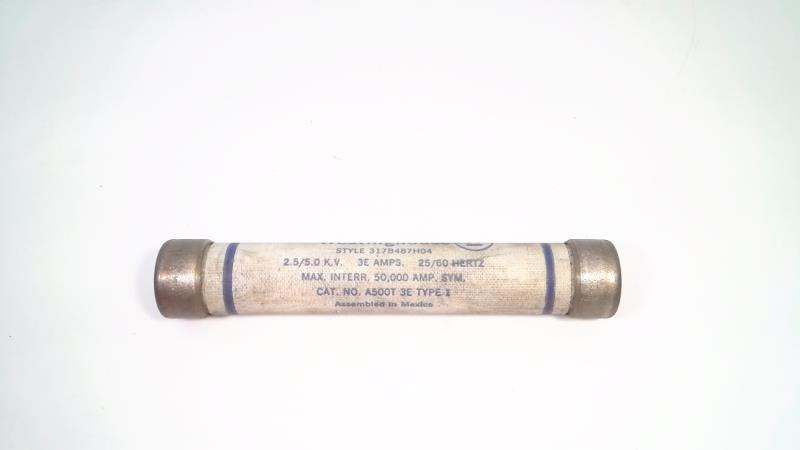 Westinghouse
STYLE 317B487H04
2.5/5.0 K.V. 3E AMPS. 25/60 HERTZ
MAX. INTERR. 50,000 AMP. SYM.
CAT. NO. A500T 3E TYPE 1
Assembled in Mexico